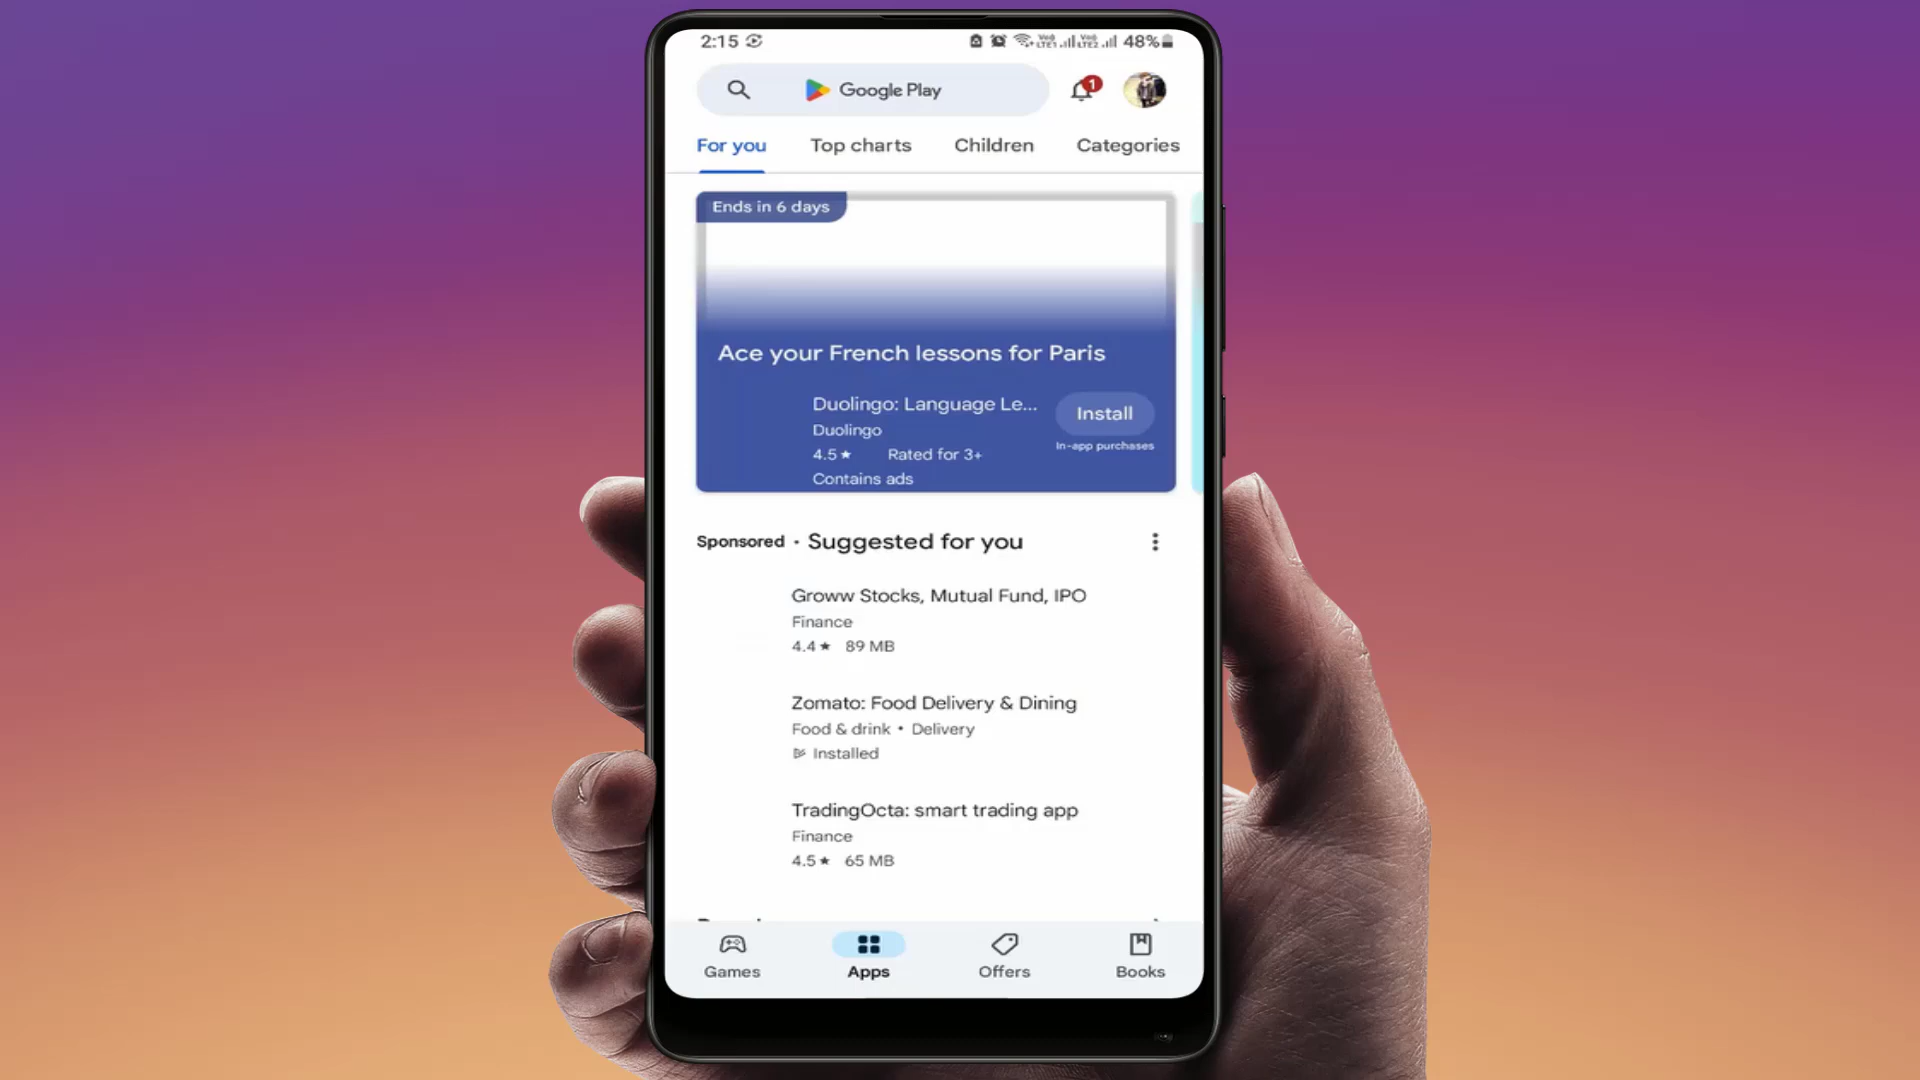 2:15 48%
Google Play 1
For you Top charts Children Categories
Ends in 6 days
Ace your French lessons for Paris
Duolingo: Language Le...
Duolingo
4.5★ Rated for 3+
Contains ads
Install
In-app purchases
Sponsored • Suggested for you
Groww Stocks, Mutual Fund, IPO
Finance
4.4★ 89 MB
Zomato: Food Delivery & Dining
Food & drink • Delivery
Installed
TradingOcta: smart trading app
Finance
4.5★ 65 MB
Games Apps Offers Books